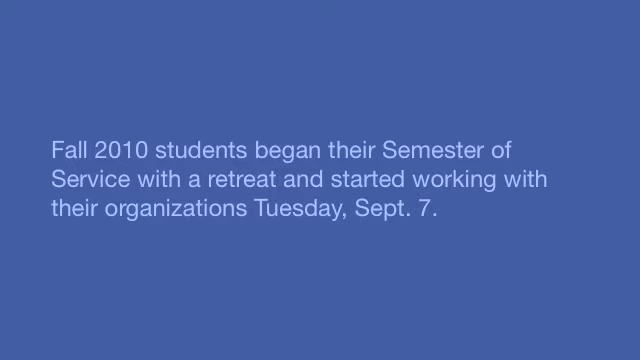 Fall 2010 students began their Semester of
Service with a retreat and started working with
their organizations Tuesday, Sept. 7.